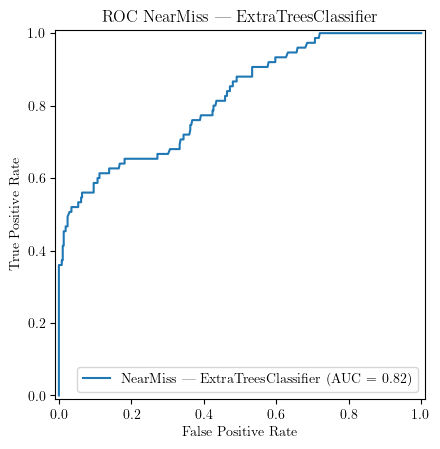 ROC NearMiss — ExtraTreesClassifier
1.0
0.8
0.6
0.4
0.2
0.0
True Positive Rate
NearMiss — ExtraTreesClassifier (AUC = 0.82)
0.0 0.2 0.4 0.6 0.8 1.0
False Positive Rate